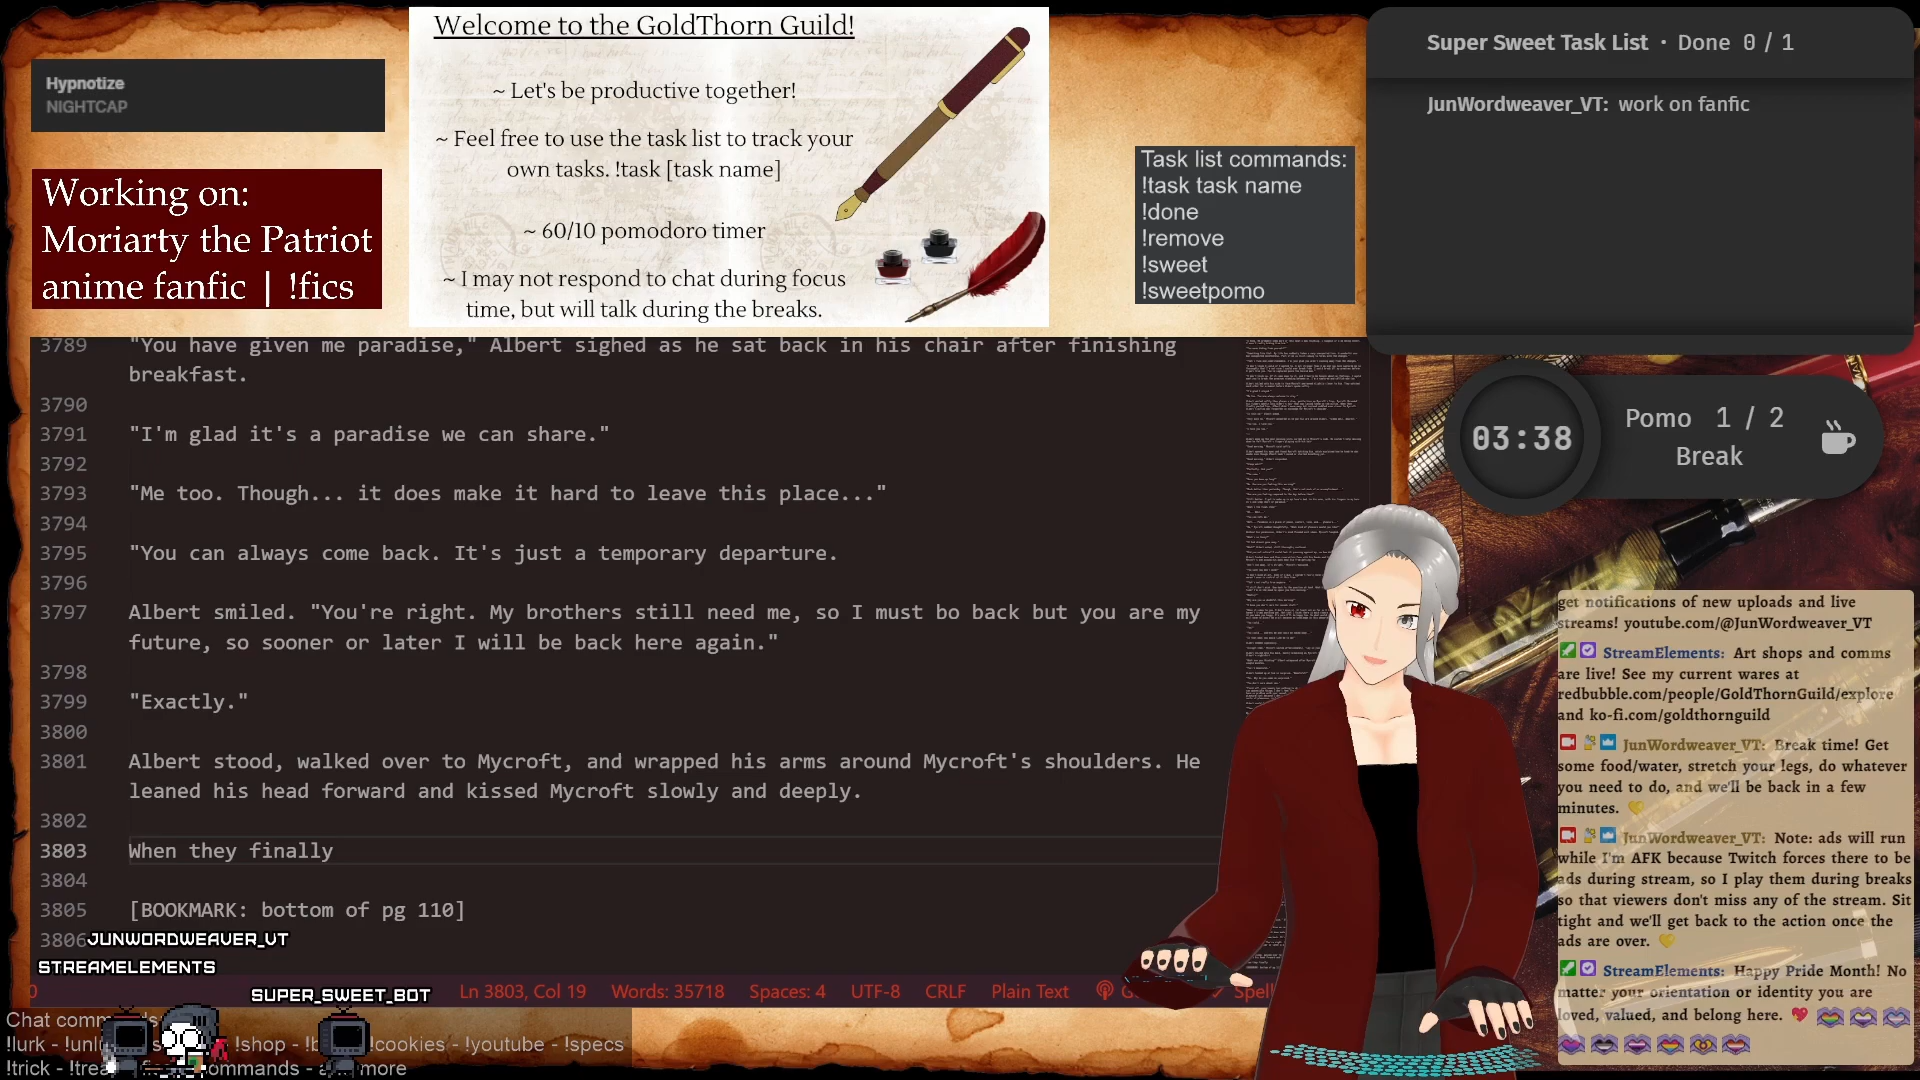 Hypnotize
NIGHTCAP
Working on:
Moriarty the Patriot
anime fanfic | !fics
Welcome to the GoldThorn Guild!
~ Let's be productive together!
~ Feel free to use the task list to track your
own tasks. !task [task name]
~ 60/10 pomodoro timer
~ I may not respond to chat during focus
time, but will talk during the breaks.
Task list commands:
!task task name
!done
!remove
!sweet
!sweetpomo
Super Sweet Task List · Done 0 / 1
JunWordweaver_VT: work on fanfic
03:38
Pomo 1 / 2
Break
3789 "You have given me paradise," Albert sighed as he sat back in his chair after finishing
breakfast.
3790
3791 "I'm glad it's a paradise we can share."
3792
3793 "Me too. Though... it does make it hard to leave this place..."
3794
3795 "You can always come back. It's just a temporary departure.
3796
3797 Albert smiled. "You're right. My brothers still need me, so I must bo back but you are my
future, so sooner or later I will be back here again."
3798
3799 "Exactly."
3800
3801 Albert stood, walked over to Mycroft, and wrapped his arms around Mycroft's shoulders. He
leaned his head forward and kissed Mycroft slowly and deeply.
3802
3803 When they finally
3804
3805 [BOOKMARK: bottom of pg 110]
3806
JUNWORDWEAVER_VT
STREAMELEMENTS
SUPER_SWEET_BOT
0 Ln 3803, Col 19 Words: 35718 Spaces: 4 UTF-8 CRLF Plain Text
Chat
!lurk - !shop - !cookies - !youtube - !specs
!trick - more
get notifications of new uploads and live
streams! youtube.com/@JunWordweaver_VT
StreamElements: Art shops and comms
are live! See my current wares at
redbubble.com/people/GoldThornGuild/explore
and ko-fi.com/goldthornguild
JunWordweaver_VT: Break time! Get
some food/water, stretch your legs, do whatever
you need to do, and we'll be back in a few
minutes.
JunWordweaver_VT: Note: ads will run
while I'm AFK because Twitch forces there to be
ads during stream, so I play them during breaks
so that viewers don't miss any of the stream. Sit
tight and we'll get back to the action once the
ads are over.
StreamElements: Happy Pride Month! No
matter your orientation or identity you are
loved, valued, and belong here.